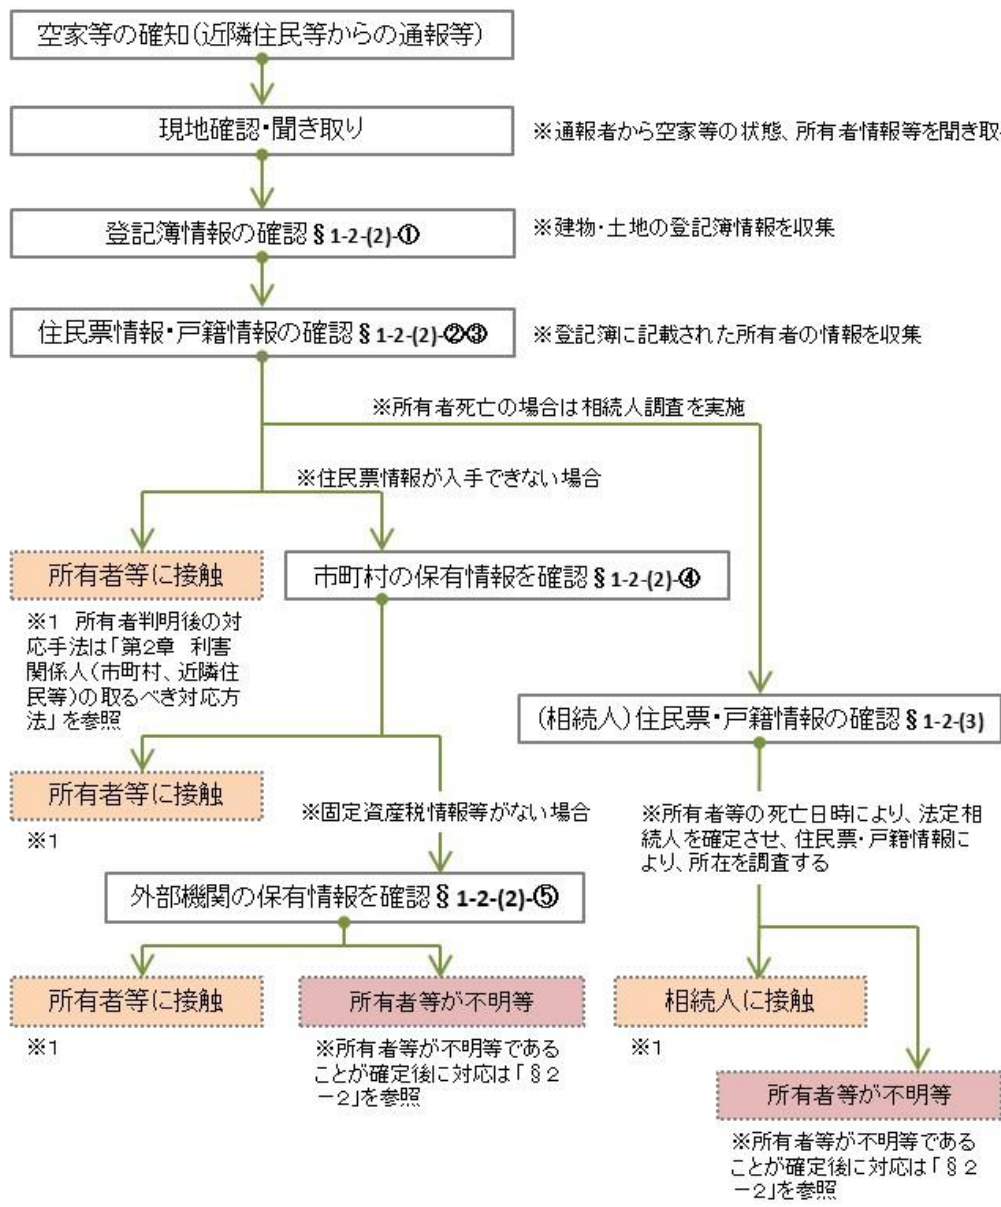 空家等の確知(近隣住民等からの通報等)
現地確認・聞き取り
※通報者から空家等の状態、所有者情報等を聞き取
登記簿情報の確認§1-2-(2)-①
※建物・土地の登記簿情報を収集
住民票情報・戸籍情報の確認§1-2-(2)-②③
※登記簿に記載された所有者の情報を収集
※所有者死亡の場合は相続人調査を実施
※住民票情報が入手できない場合
所有者等に接触
市町村の保有情報を確認§1-2-(2)-④
※1 所有者判明後の対
応手法は「第2章 利害
関係人(市町村、近隣住
民等)の取るべき対応方
法」を参照
(相続人)住民票・戸籍情報の確認§1-2-(3)
所有者等に接触
※1
※固定資産税情報等がない場合
※所有者等の死亡日時により、法定相
続人を確定させ、住民票・戸籍情報に
より、所在を調査する
外部機関の保有情報を確認§1-2-(2)-⑤
所有者等に接触
※1
所有者等が不明等
※所有者等が不明等である
ことが確定後に対応は「§2
-2」を参照
相続人に接触
※1
所有者等が不明等
※所有者等が不明等である
ことが確定後に対応は「§2
-2」を参照